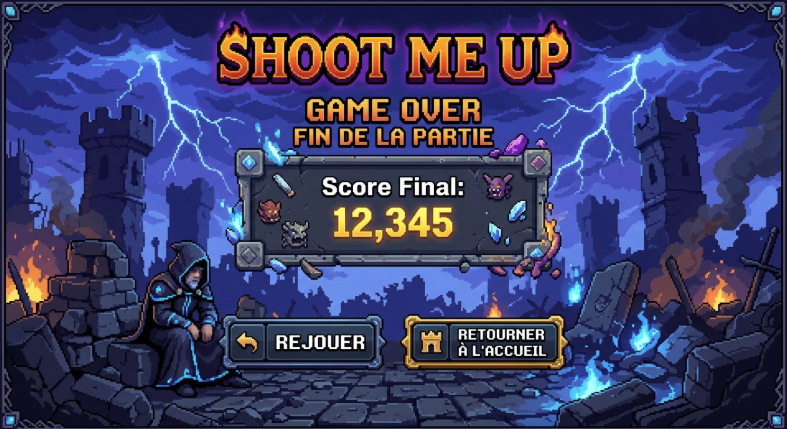 SHOOT ME UP
GAME OVER
FIN DE LA PARTIE
Score Final:
12,345
REJOUER
RETOURNER
À L'ACCUEIL